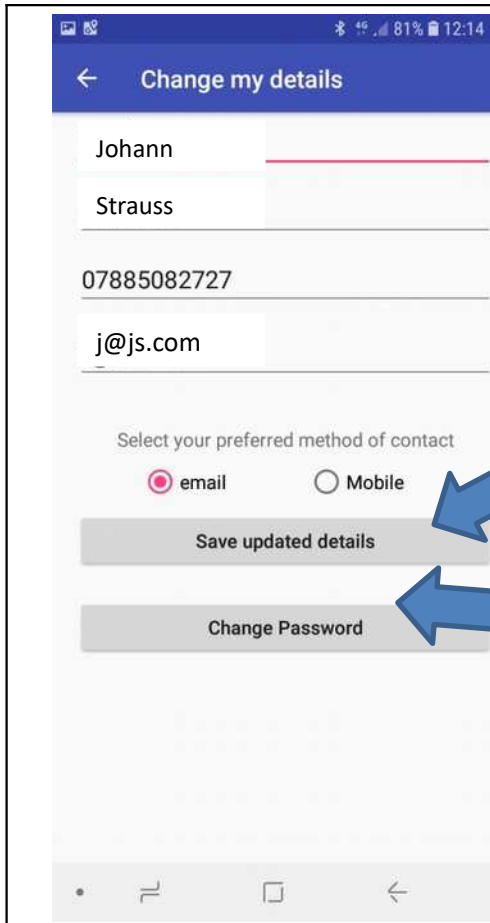 4G 81% 12:14
Change my details
Johann
Strauss
07885082727
j@js.com
Select your preferred method of contact
email Mobile
Save updated details
Change Password